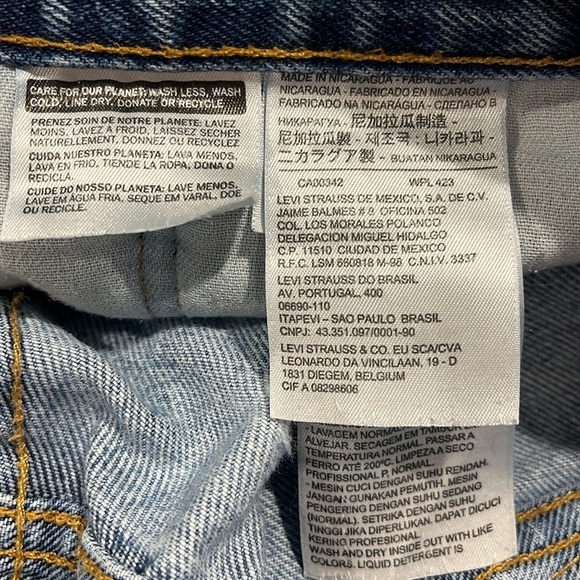 CARE FOR OUR PLANET: WASH LESS, WASH
COLD, LINE DRY, DONATE OR RECYCLE.
PRENEZ SOIN DE NOTRE PLANETE: LAVEZ
MOINS, LAVEZ A FROID, LAISSEZ SECHER
NATURELLEMENT, DONNEZ OU RECYCLEZ
CUIDA NUESTRO PLANETA: LAVA MENOS,
LAVA EN FRIO, TIENDE LA ROPA, DONA O
RECICLA.
CUIDE DO NOSSO PLANETA: LAVE MENOS,
LAVE EM ÁGUA FRIA, SEQUE EM VARAL, DOE
OU RECICLE.
MADE IN NICARAGUA - FABRIQUE AU
NICARAGUA - FABRICADO EN NICARAGUA -
FABRICADO NA NICARÁGUA - СДЕЛАНО В
НИКАРАГУА - 尼加拉瓜制造 -
尼加拉瓜製 - 제조국: 니카라과 -
ニカラグア製 - BUATAN NIKARAGUA
CA00342 WPL 423
LEVI STRAUSS DE MEXICO, S.A. DE C.V.
JAIME BALMES # 8 OFICINA 502
COL. LOS MORALES POLANCO
DELEGACION MIGUEL HIDALGO
C.P. 11510 CIUDAD DE MEXICO
R.F.C. LSM 660818 M-98 C.N.I.V. 3337
LEVI STRAUSS DO BRASIL
AV. PORTUGAL, 400
06690-110
ITAPEVI - SAO PAULO BRASIL
CNPJ: 43.351.097/0001-90
LEVI STRAUSS & CO. EU SCA/CVA
LEONARDO DA VINCILAAN, 19 - D
1831 DIEGEM, BELGIUM
CIF A 08298606
- LAVAGEM NORMAL
ALVEJAR. SECAGEM EM TAMBOR
TEMPERATURA NORMAL. PASSAR A
FERRO ATÉ 200°C. LIMPEZA A SECO
PROFISSIONAL P, NORMAL.
- MESIN CUCI DENGAN SUHU RENDAH.
JANGAN GUNAKAN PEMUTIH. MESIN
PENGERING DENGAN SUHU SEDANG
(NORMAL). SETRIKA DENGAN SUHU
TINGGI JIKA DIPERLUKAN. DAPAT DICUCI
KERING PROFESIONAL
WASH AND DRY INSIDE OUT WITH LIKE
COLORS. LIQUID DETERGENT IS